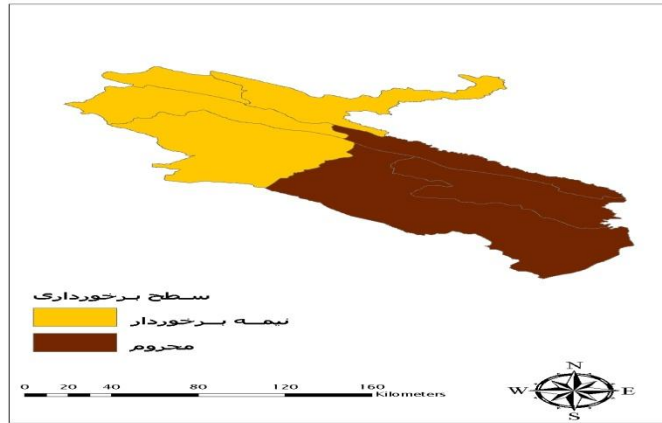 سطح برخورداری
نیمه برخوردار
محروم
0 20 40 80 120 160
Kilometers
N
W E
S